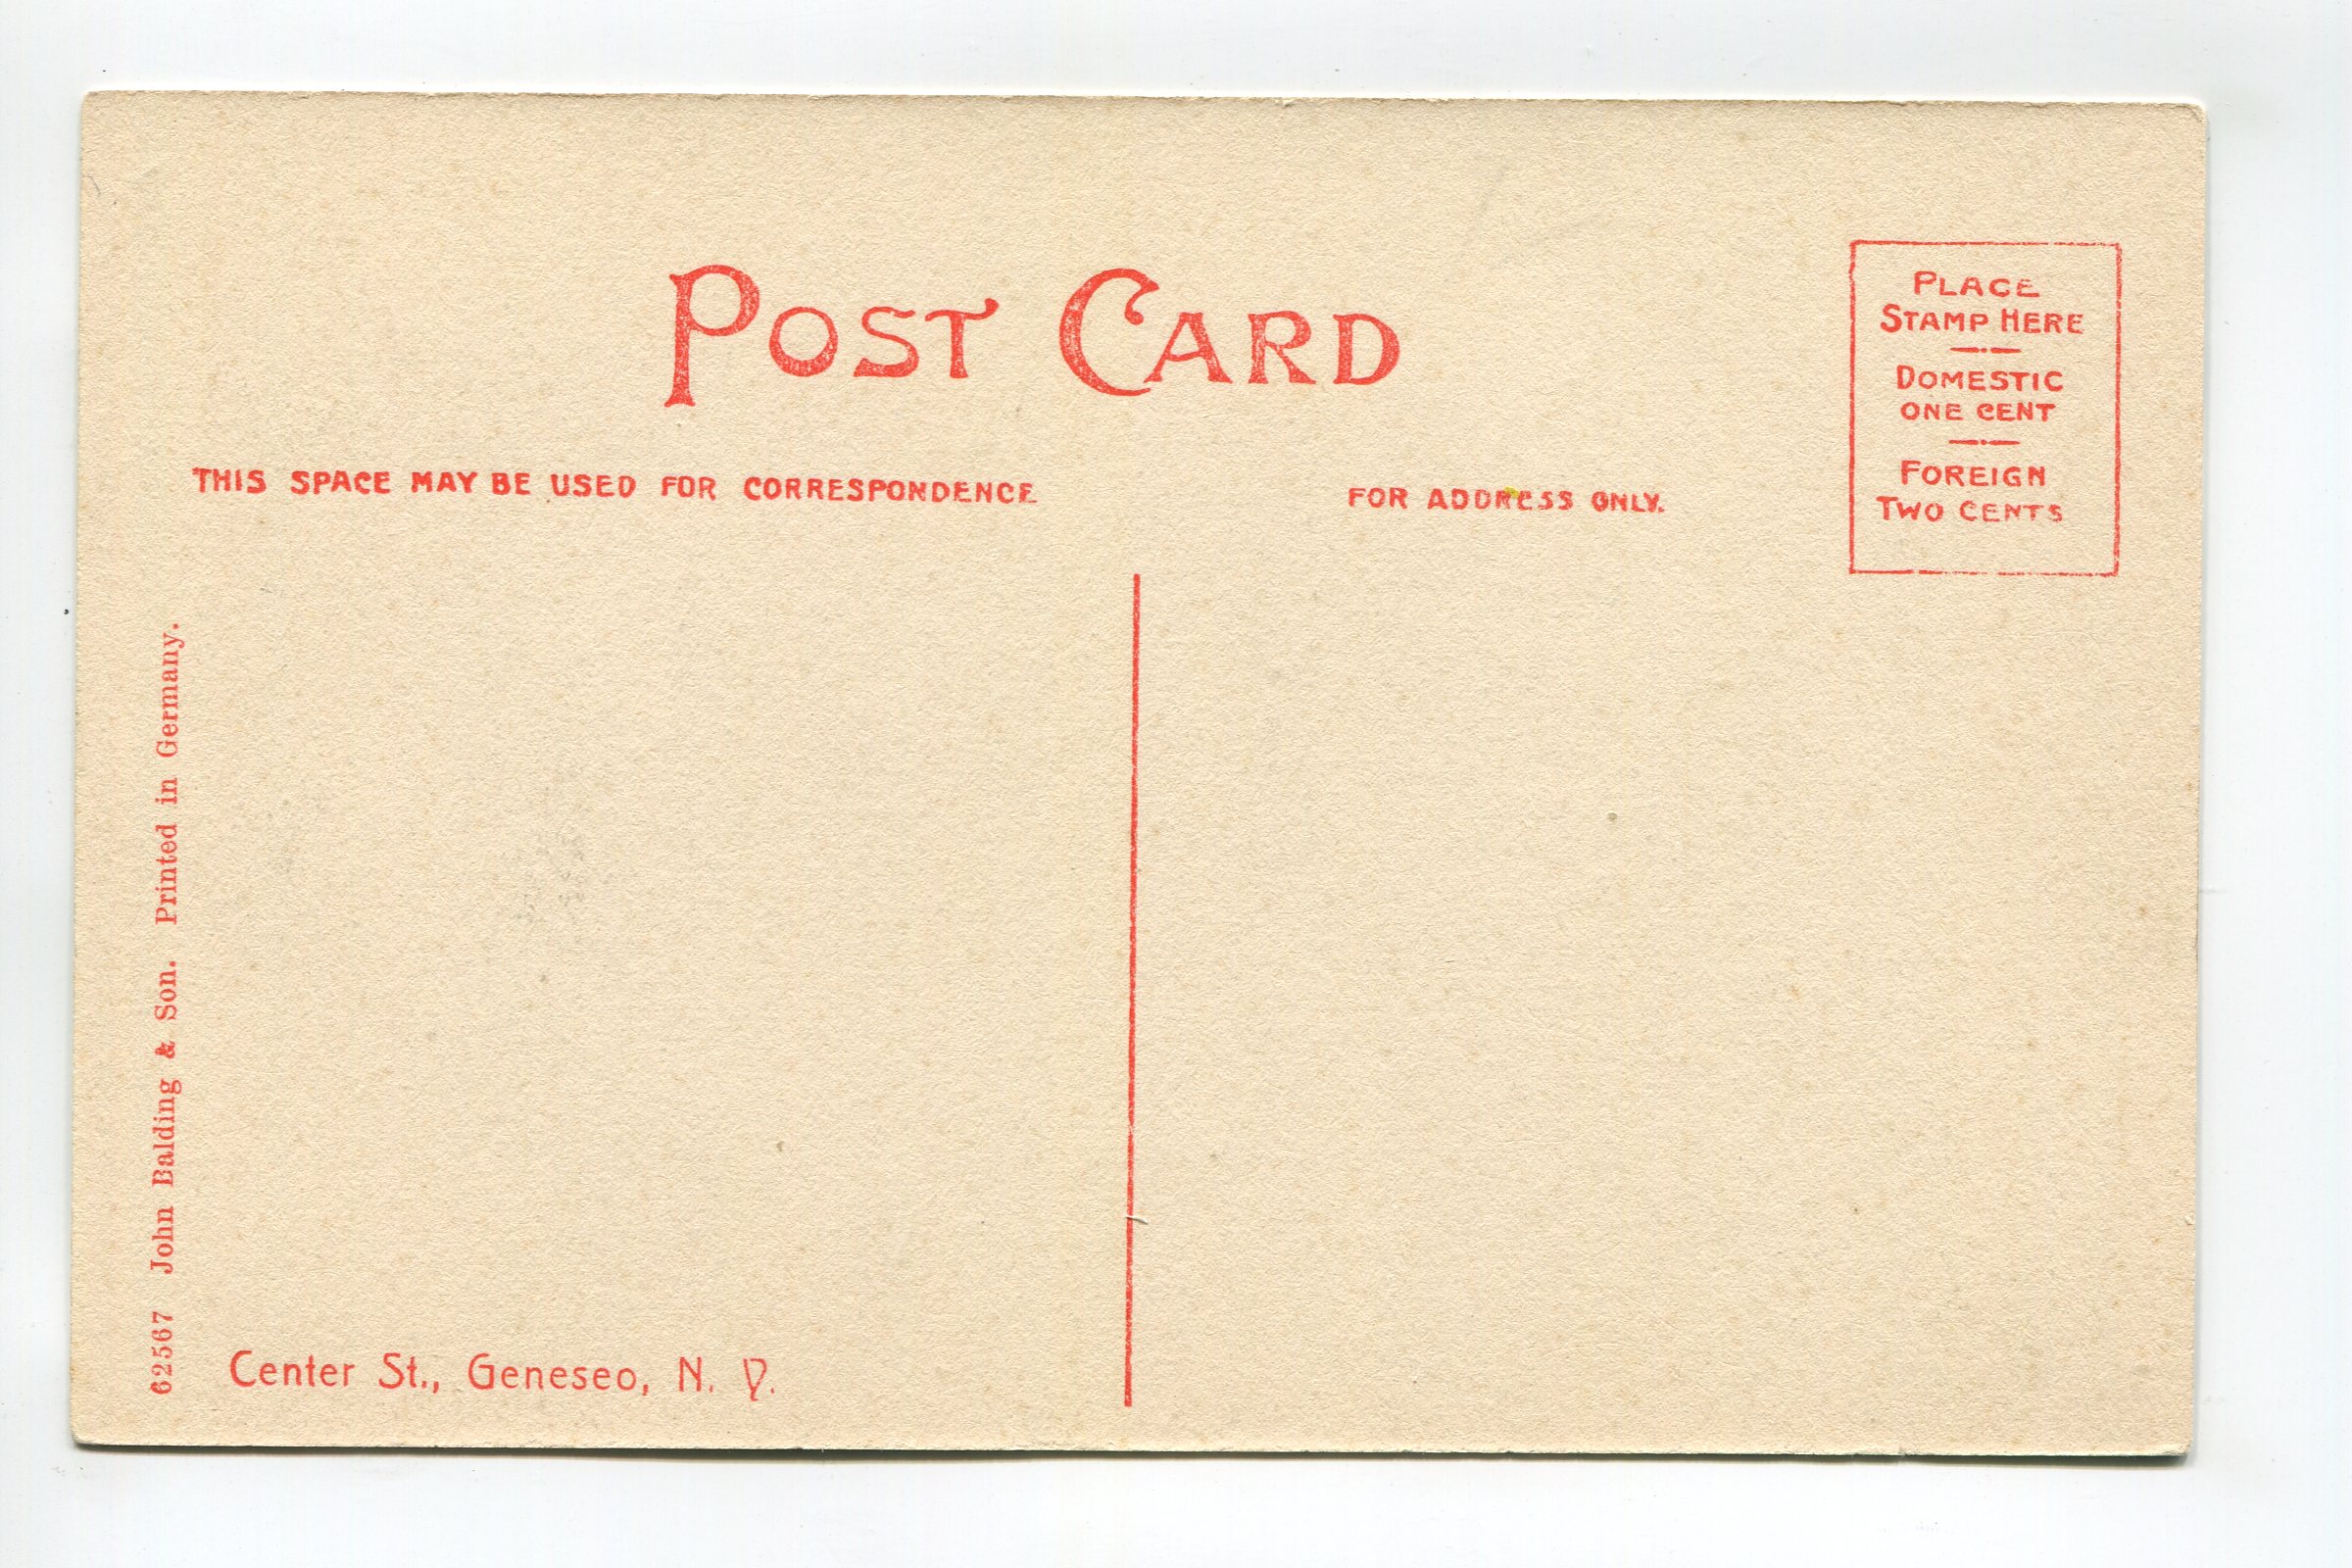 POST CARD
PLACE
STAMP HERE
DOMESTIC
ONE CENT
FOREIGN
TWO CENTS
THIS SPACE MAY BE USED FOR CORRESPONDENCE
FOR ADDRESS ONLY.
62567 John Balding & Son. Printed in Germany.
Center St., Geneseo, N. Y.